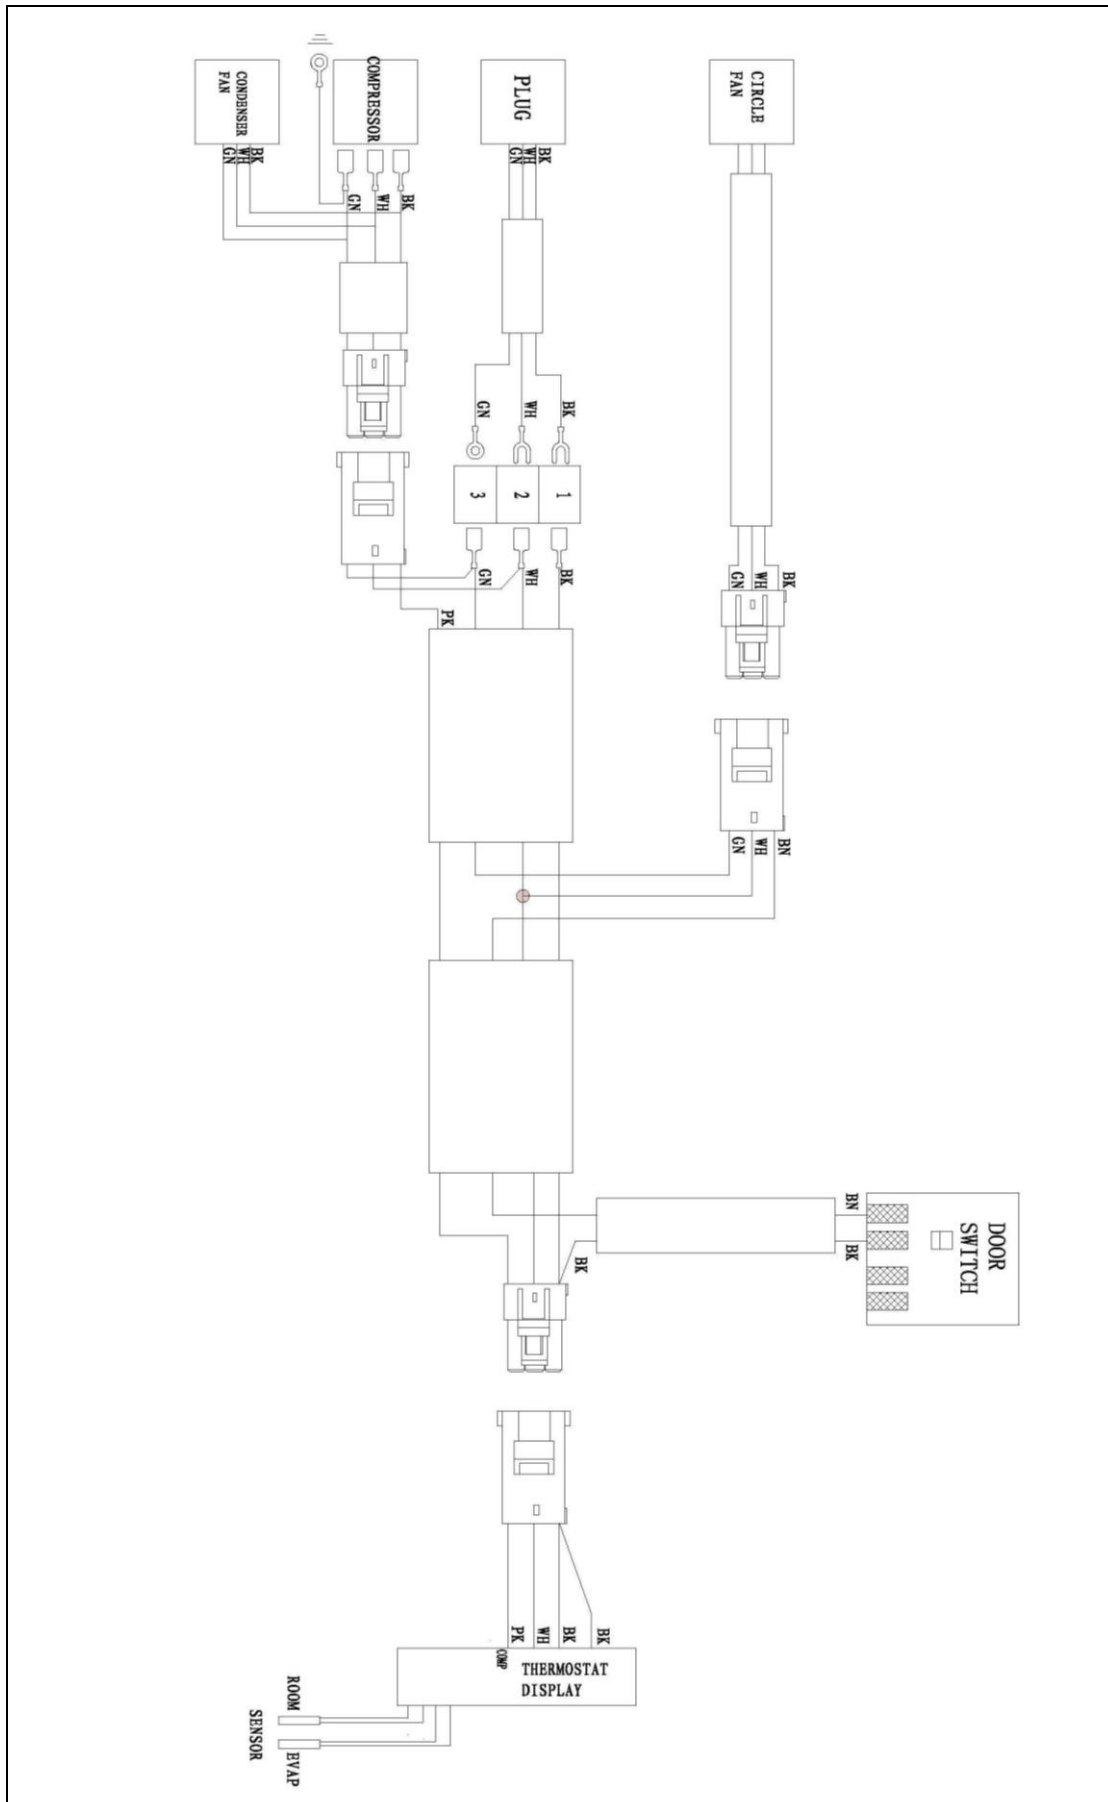 CONDENSER
FAN
COMPRESSOR
PLUG
CIRCLE
FAN
GN
WH
BK
GN
WH
BK
GN
WH
BK
GN
WH
BK
3
2
1
GN
WH
BK
PK
GN
WH
BK
GN
WH
BN
BN
BK
DOOR
SWITCH
BK
PK
WH
BK
BK
COMP
THERMOSTAT
DISPLAY
ROOM
SENSOR
EVAP